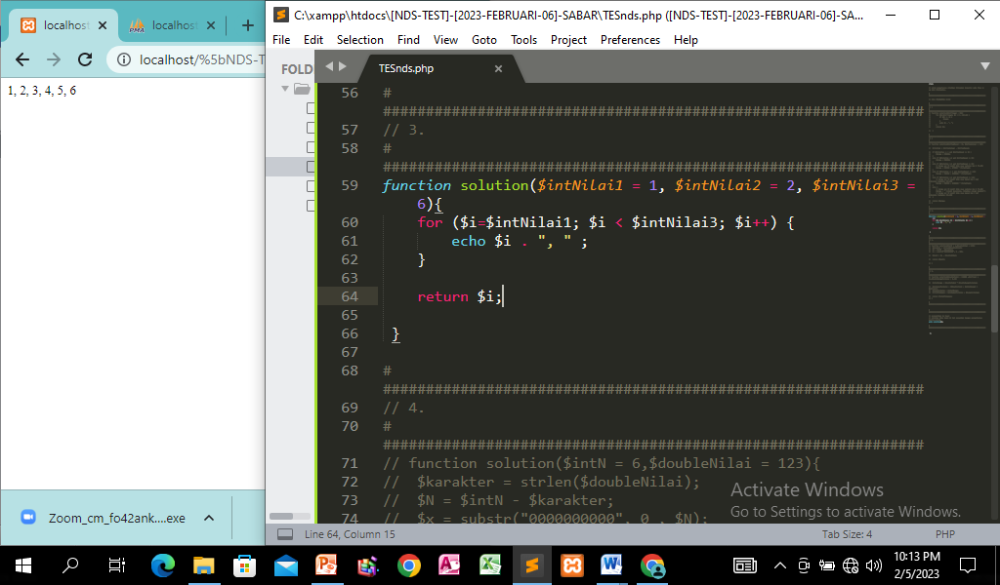 localhost
PMA
localhost
C:\xampp\htdocs\[NDS-TEST]-[2023-FEBRUARI-06]-SABAR\TESnds.php ([NDS-TEST]-[2023-FEBRUARI-06]-SA...
File Edit Selection Find View Goto Tools Project Preferences Help
localhost/%5bNDS-T
1, 2, 3, 4, 5, 6
FOLD
TESnds.php
56 #
###############################################################
57 // 3.
58 #
###############################################################
59 function solution($intNilai1 = 1, $intNilai2 = 2, $intNilai3 =
6){
60 for ($i=$intNilai1; $i < $intNilai3; $i++) {
61 echo $i . ", " ;
62 }
63
64 return $i;
65
66 }
67
68 #
###############################################################
69 // 4.
70 #
###############################################################
71 // function solution($intN = 6,$doubleNilai = 123){
72 // $karakter = strlen($doubleNilai);
73 // $N = $intN - $karakter;
74 // $x = substr("0000000000", 0 , $N);
Activate Windows
Go to Settings to activate Windows.
Zoom_cm_fo42ank....exe
Line 64, Column 15
Tab Size: 4
PHP
10:13 PM
2/5/2023